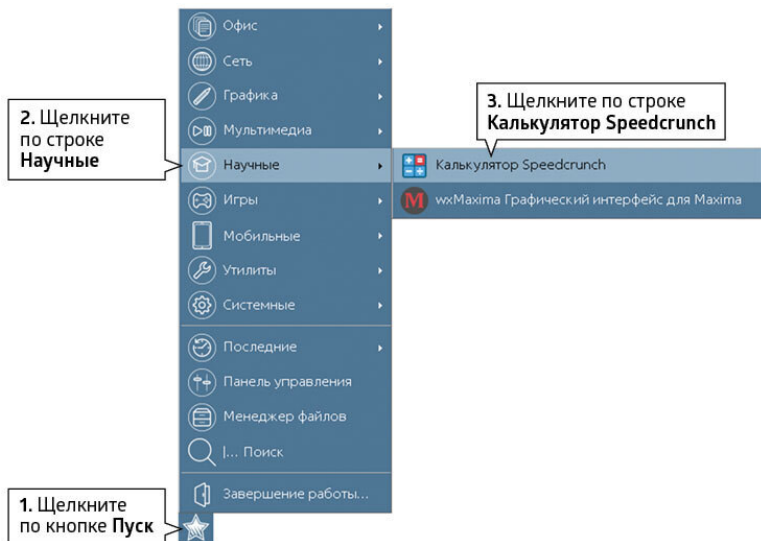 Офис
Сеть
Графика
Мультимедиа
Научные
Игры
Мобильные
Утилиты
Системные
Последние
Панель управления
Менеджер файлов
|... Поиск
Завершение работы...
2. Щелкните
по строке
Научные
3. Щелкните по строке
Калькулятор Speedcrunch
Калькулятор Speedcrunch
M wxMaxima Графический интерфейс для Maxima
1. Щелкните
по кнопке Пуск